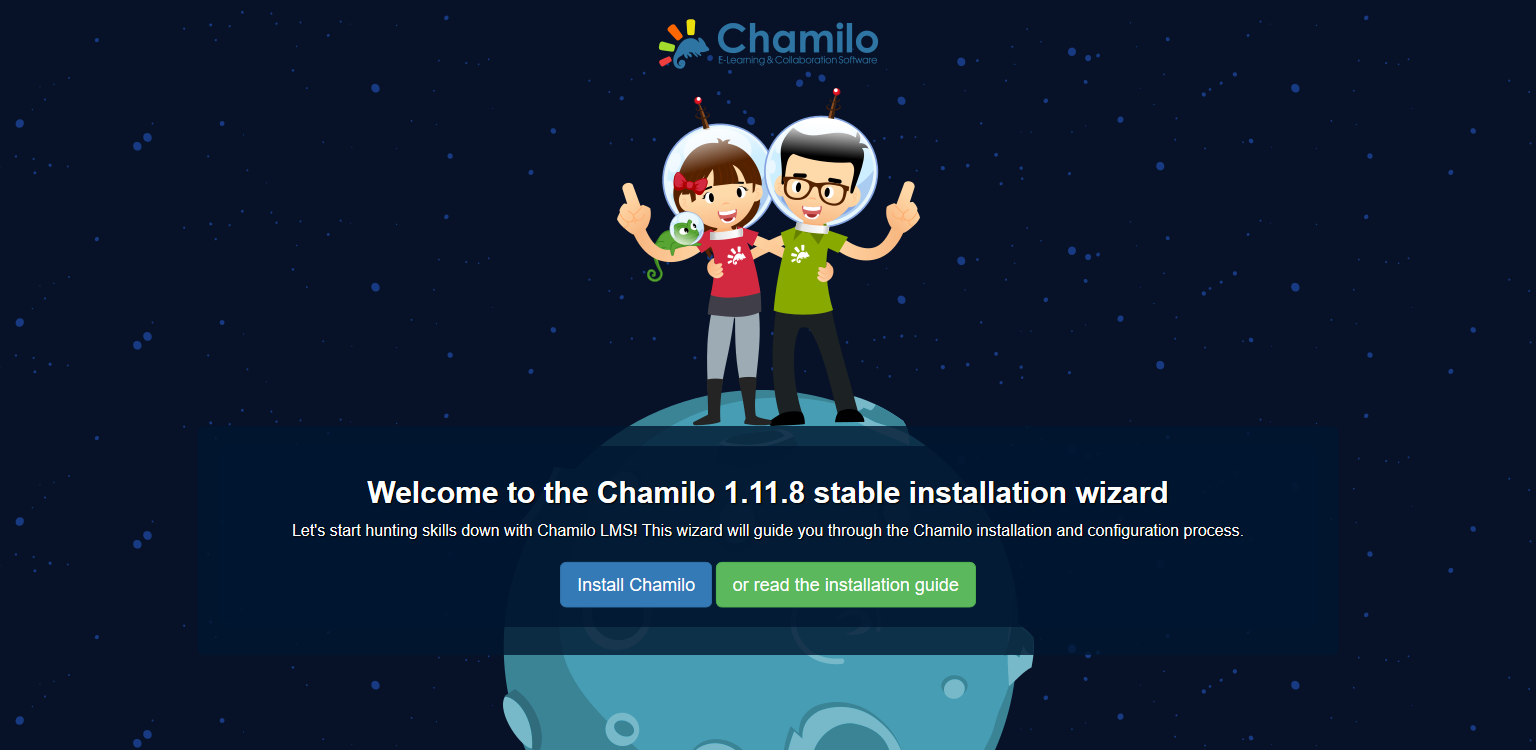 Chamilo
E-Learning & Collaboration Software
Welcome to the Chamilo 1.11.8 stable installation wizard
Let's start hunting skills down with Chamilo LMS! This wizard will guide you through the Chamilo installation and configuration process.
Install Chamilo
or read the installation guide